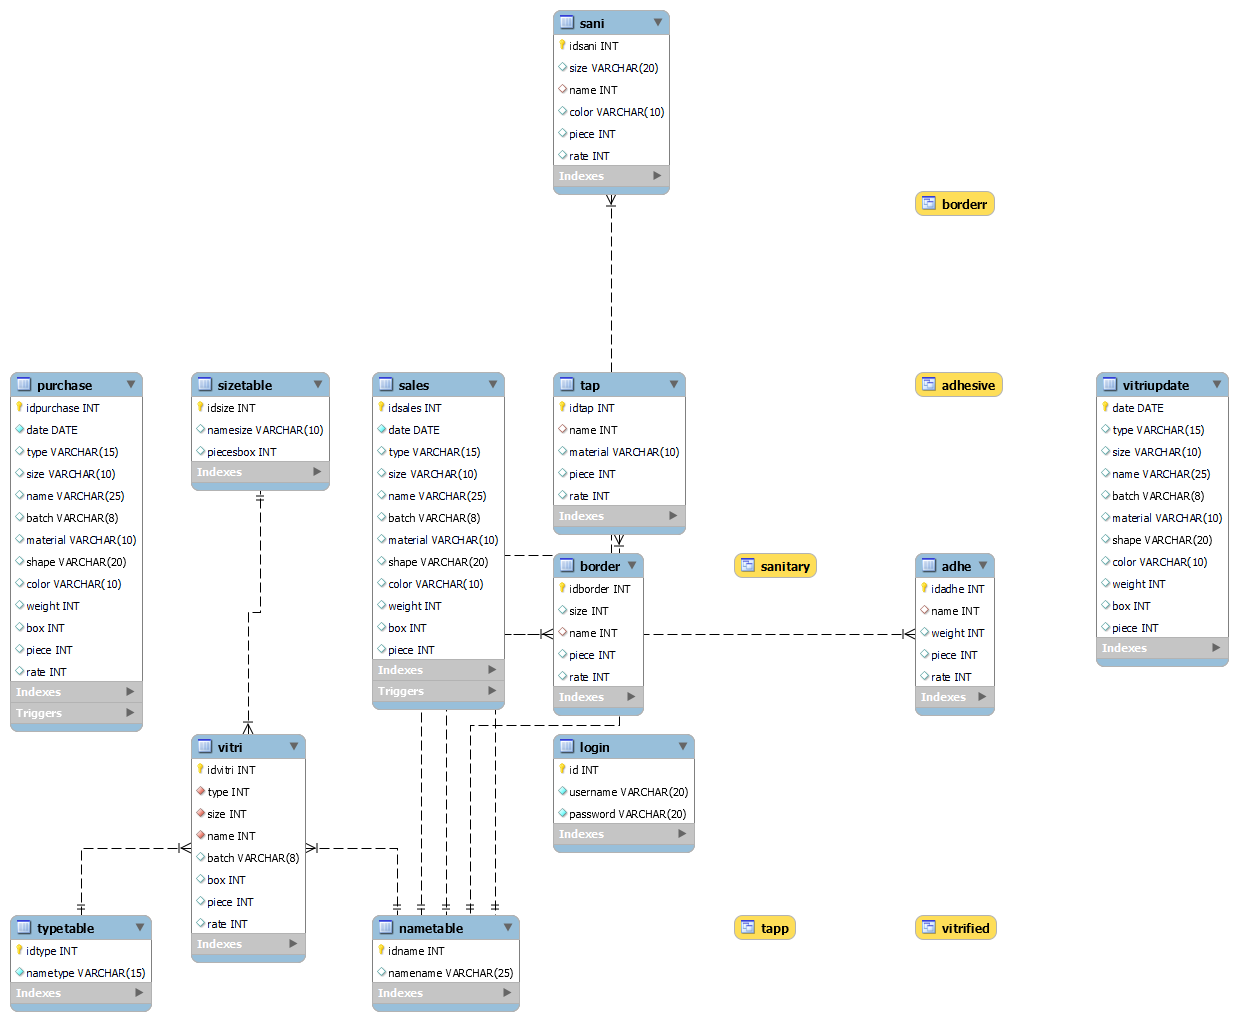 sani
idsani INT
size VARCHAR(20)
name INT
color VARCHAR(10)
piece INT
rate INT
Indexes
borderr
purchase
idpurchase INT
date DATE
type VARCHAR(15)
size VARCHAR(10)
name VARCHAR(25)
batch VARCHAR(8)
material VARCHAR(10)
shape VARCHAR(20)
color VARCHAR(10)
weight INT
box INT
piece INT
rate INT
Indexes
Triggers
sizetable
idsize INT
namesize VARCHAR(10)
piecesbox INT
Indexes
sales
idsales INT
date DATE
type VARCHAR(15)
size VARCHAR(10)
name VARCHAR(25)
batch VARCHAR(8)
material VARCHAR(10)
shape VARCHAR(20)
color VARCHAR(10)
weight INT
box INT
piece INT
Indexes
Triggers
tap
idtap INT
name INT
material VARCHAR(10)
piece INT
rate INT
Indexes
adhesive
vitriupdate
date DATE
type VARCHAR(15)
size VARCHAR(10)
name VARCHAR(25)
batch VARCHAR(8)
material VARCHAR(10)
shape VARCHAR(20)
color VARCHAR(10)
weight INT
box INT
piece INT
Indexes
border
idborder INT
size INT
name INT
piece INT
rate INT
Indexes
sanitary
adhe
idadhe INT
name INT
weight INT
piece INT
rate INT
Indexes
vitri
idvitri INT
type INT
size INT
name INT
batch VARCHAR(8)
box INT
piece INT
rate INT
Indexes
login
id INT
username VARCHAR(20)
password VARCHAR(20)
Indexes
typetable
idtype INT
nametype VARCHAR(15)
Indexes
nametable
idname INT
namename VARCHAR(25)
Indexes
tapp
vitrified